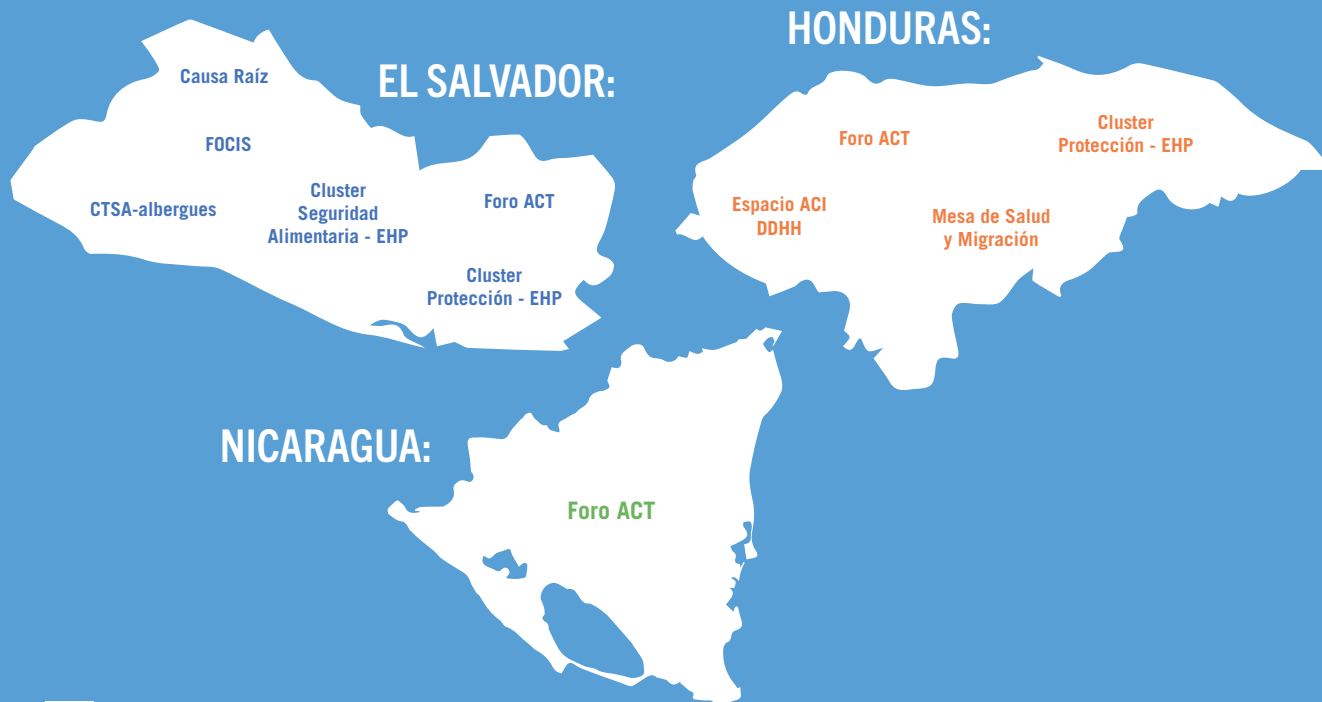 EL SALVADOR:
Causa Raíz
FOCIS
CTSA-albergues
Cluster
Seguridad
Alimentaria - EHP
Foro ACT
Cluster
Protección - EHP
HONDURAS:
Foro ACT
Cluster
Protección - EHP
Espacio ACI
DDHH
Mesa de Salud
y Migración
NICARAGUA:
Foro ACT